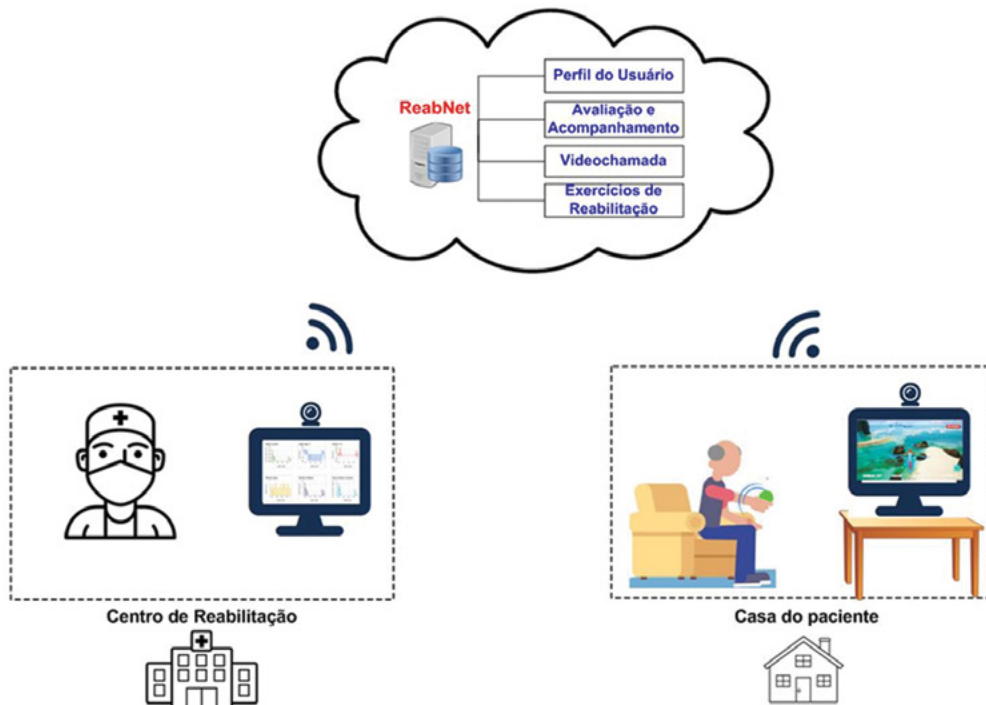 Perfil do Usuário
ReabNet
Avaliação e
Acompanhamento
Videochamada
Exercícios de
Reabilitação
Centro de Reabilitação
Casa do paciente